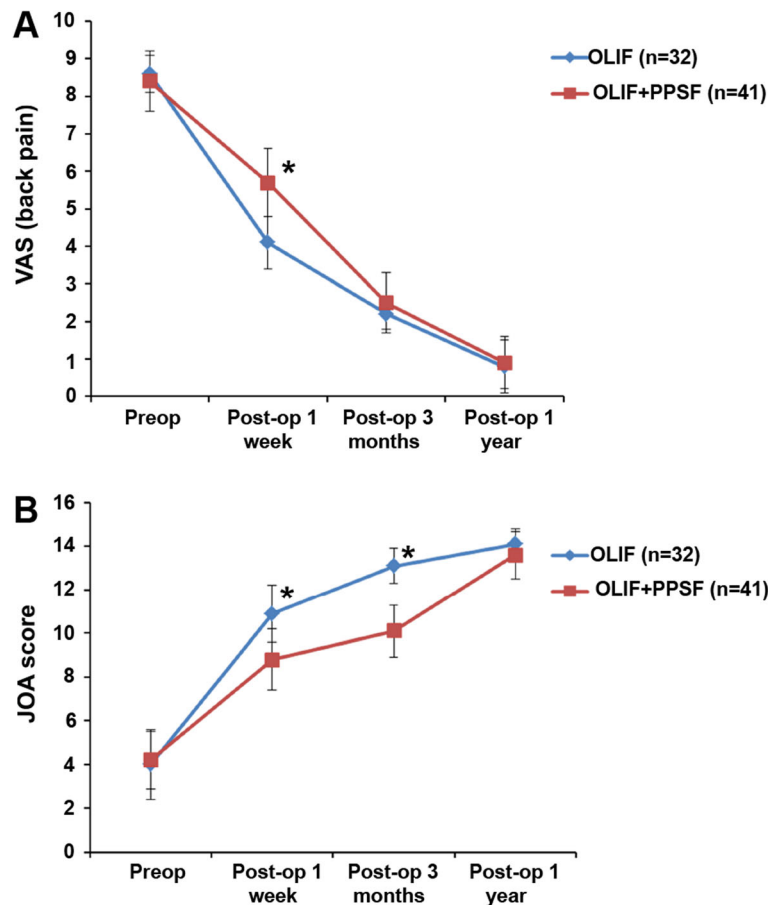 A
10
9
8
7
6
5
4
3
2
1
0
VAS (back pain)
*
OLIF (n=32)
OLIF+PPSF (n=41)
Preop
Post-op 1
week
Post-op 3
months
Post-op 1
year
B
16
14
12
10
8
6
4
2
0
JOA score
*
*
OLIF (n=32)
OLIF+PPSF (n=41)
Preop
Post-op 1
week
Post-op 3
months
Post-op 1
year